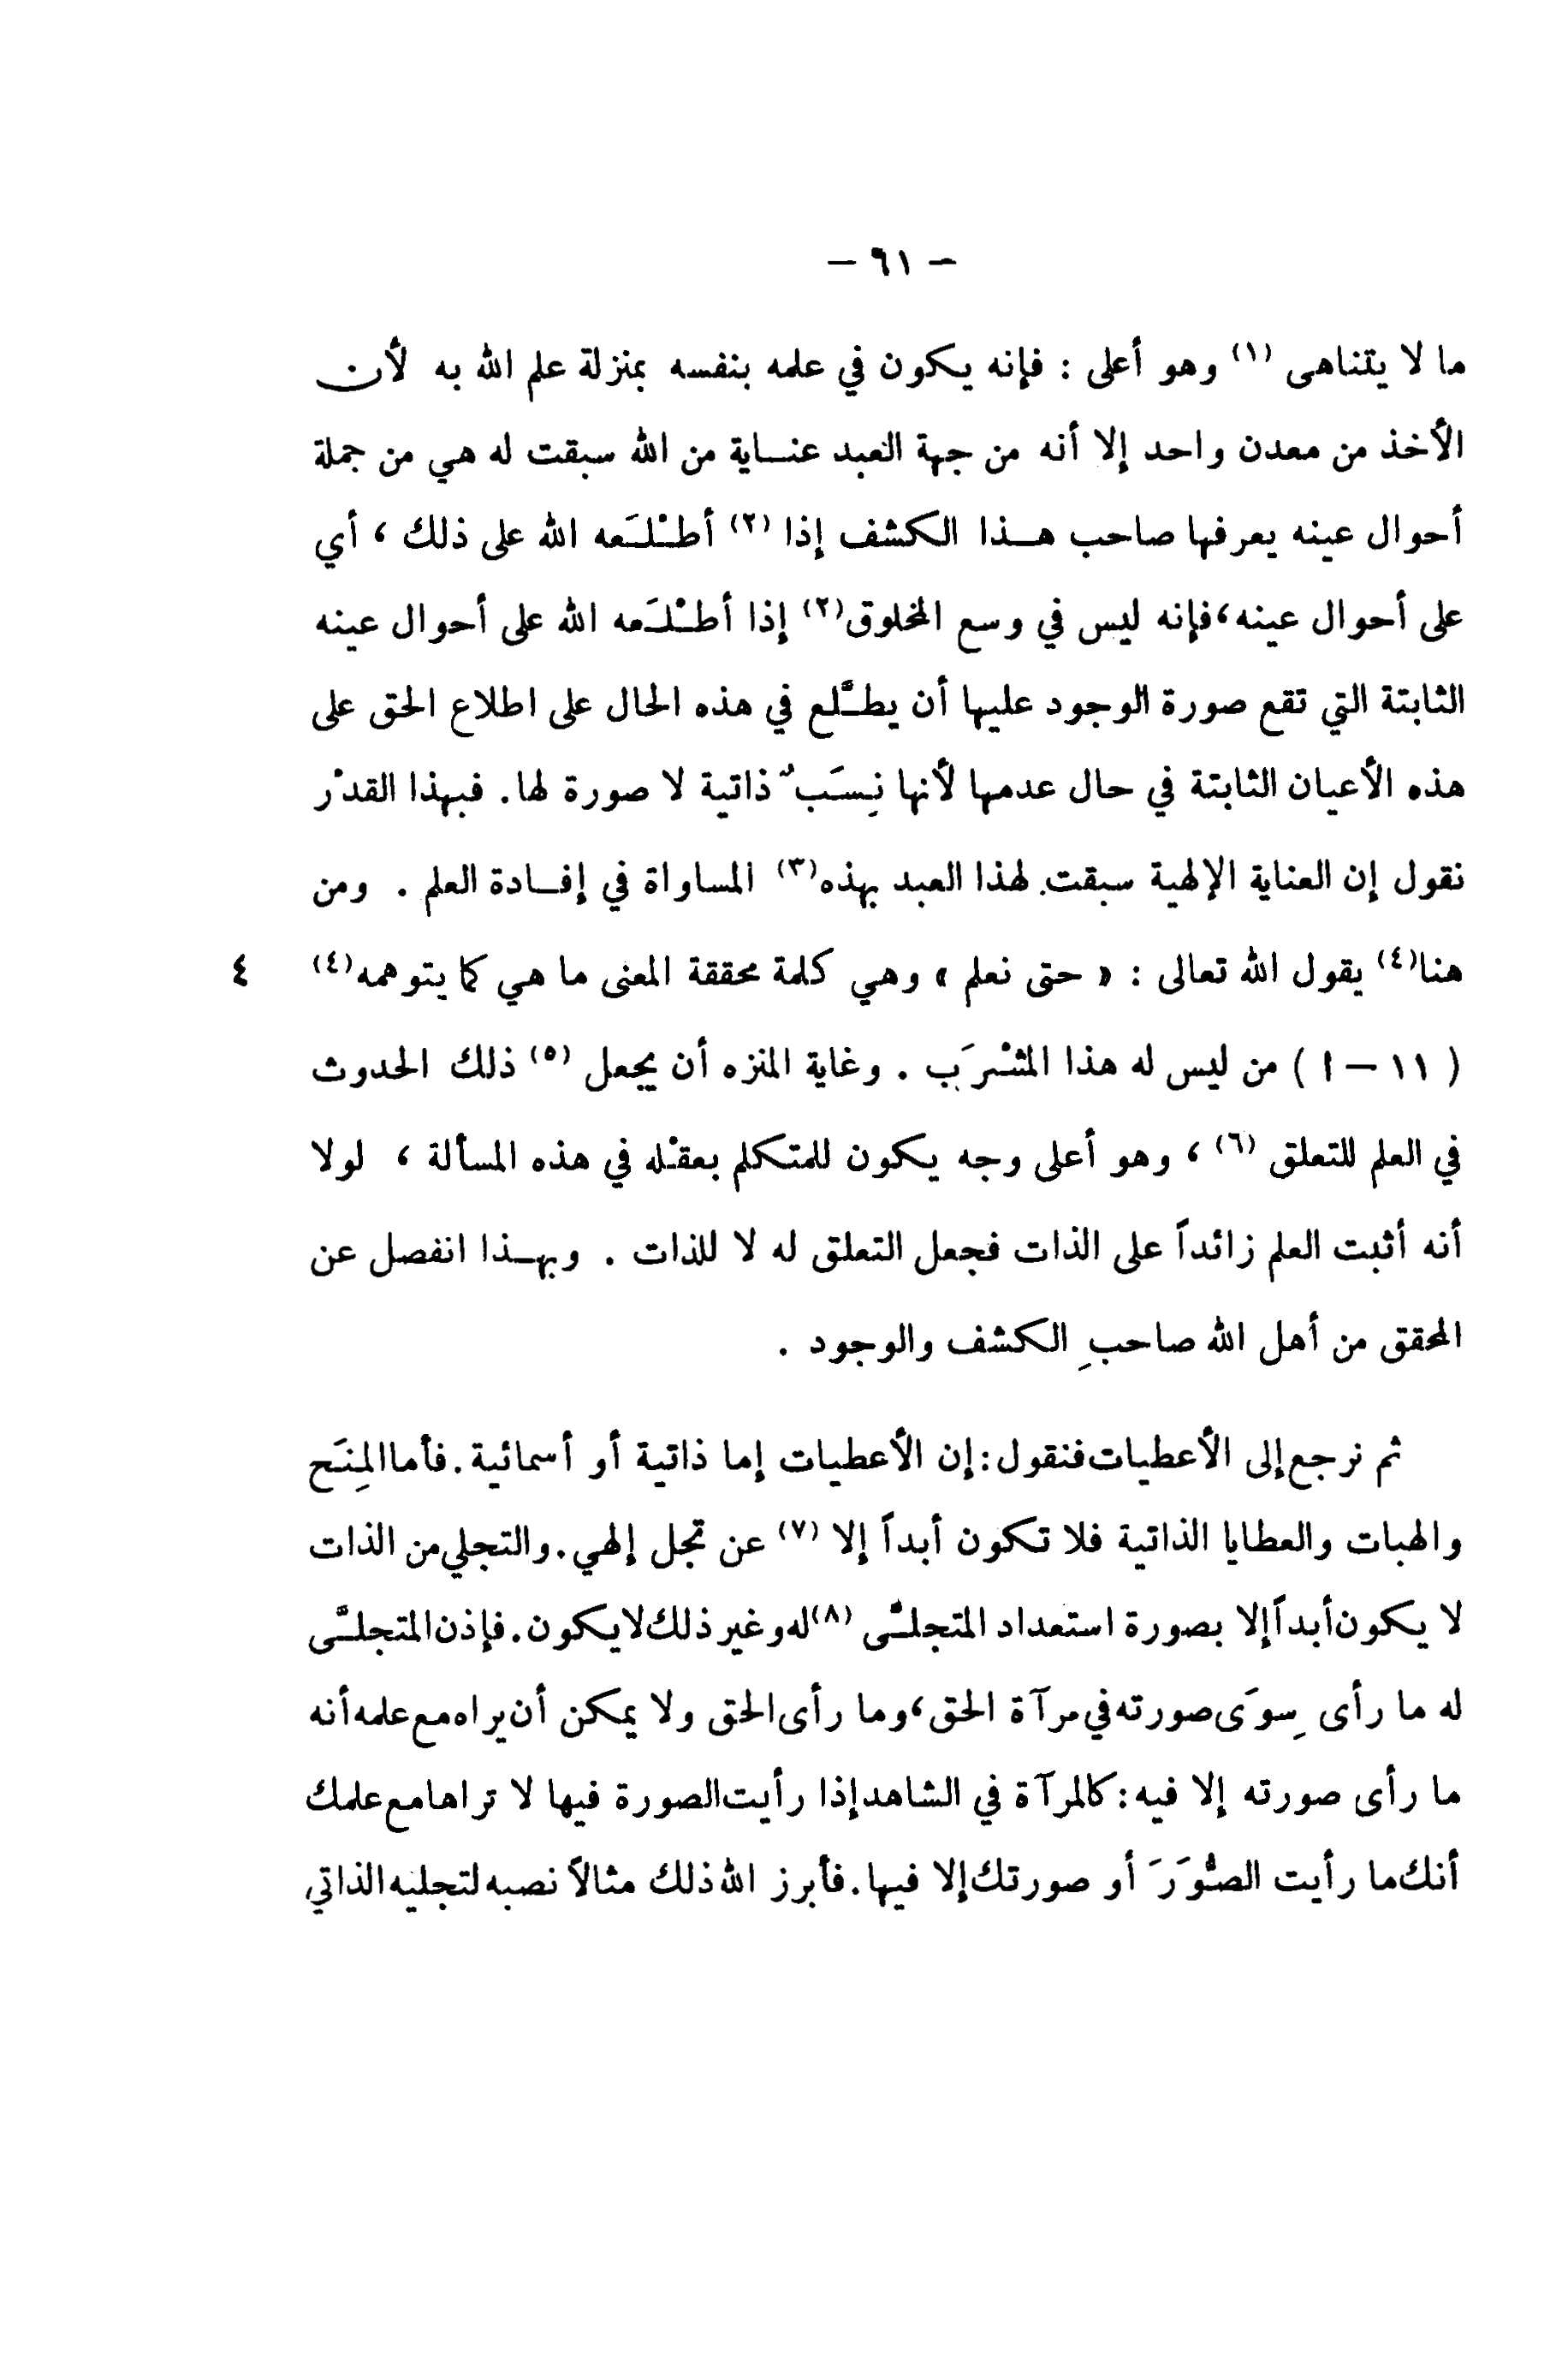 — ٦١ —
ما لا يتناهى (١) وهو أعلى : فإنه يكون في علمه بنفسه بمنزلة علم الله به لأن
الأخذ من معدن واحد إلا أنه من جهة العبد عنـاية من الله سبقت له هي من جملة
أحوال عينه يعرفها صاحب هـذا الكشف إذا (٢) أطْلَعه الله على ذلك ، أي
على أحوال عينه، فإنه ليس في وسع المخلوق(٢) إذا أطْلَعه الله على أحوال عينه
الثابتة التي تقع صورة الوجود عليها أن يطَّلع في هذه الحال على اطلاع الحق على
هذه الأعيان الثابتة في حال عدمها لأنها نِسَبٌ ذاتية لا صورة لها. فبهذا القدْر
نقول إن العناية الإلهية سبقت لهذا العبد بهذه(٣) المساواة في إفـادة العلم . ومن
هنا(٤) يقول الله تعالى : « حتى نعلم » وهي كلمة محققة المعنى ما هي كما يتوهمه(٤) ٤
( ١١ – ا ) من ليس له هذا المشْرَب . وغاية المنزه أن يجعل (٥) ذلك الحدوث
في العلم للتعلق (٦) ، وهو أعلى وجه يكون للمتكلم بعقْله في هذه المسألة ، لولا
أنه أثبت العلم زائداً على الذات فجعل التعلق له لا للذات . وبهـذا انفصل عن
المحقق من أهل الله صاحبِ الكشف والوجود .
ثم نرجع إلى الأعطيات فنقول: إن الأعطيات إما ذاتية أو أسمائية. فأما المِنَح
والهبات والعطايا الذاتية فلا تكون أبداً إلا (٧) عن تجل إلهي. والتجلي من الذات
لا يكون أبداً إلا بصورة استعداد المتجلَّى (٨) له وغير ذلك لا يكون. فإذن المتجلَّى
له ما رأى سِوَى صورته في مرآة الحق، وما رأى الحق ولا يمكن أن يراه مع علمه أنه
ما رأى صورته إلا فيه: كالمرآة في الشاهد إذا رأيت الصورة فيها لا تراها مع علمك
أنك ما رأيت الصُّوَرَ أو صورتك إلا فيها. فأبرز الله ذلك مثالاً نصبه لتجليه الذاتي